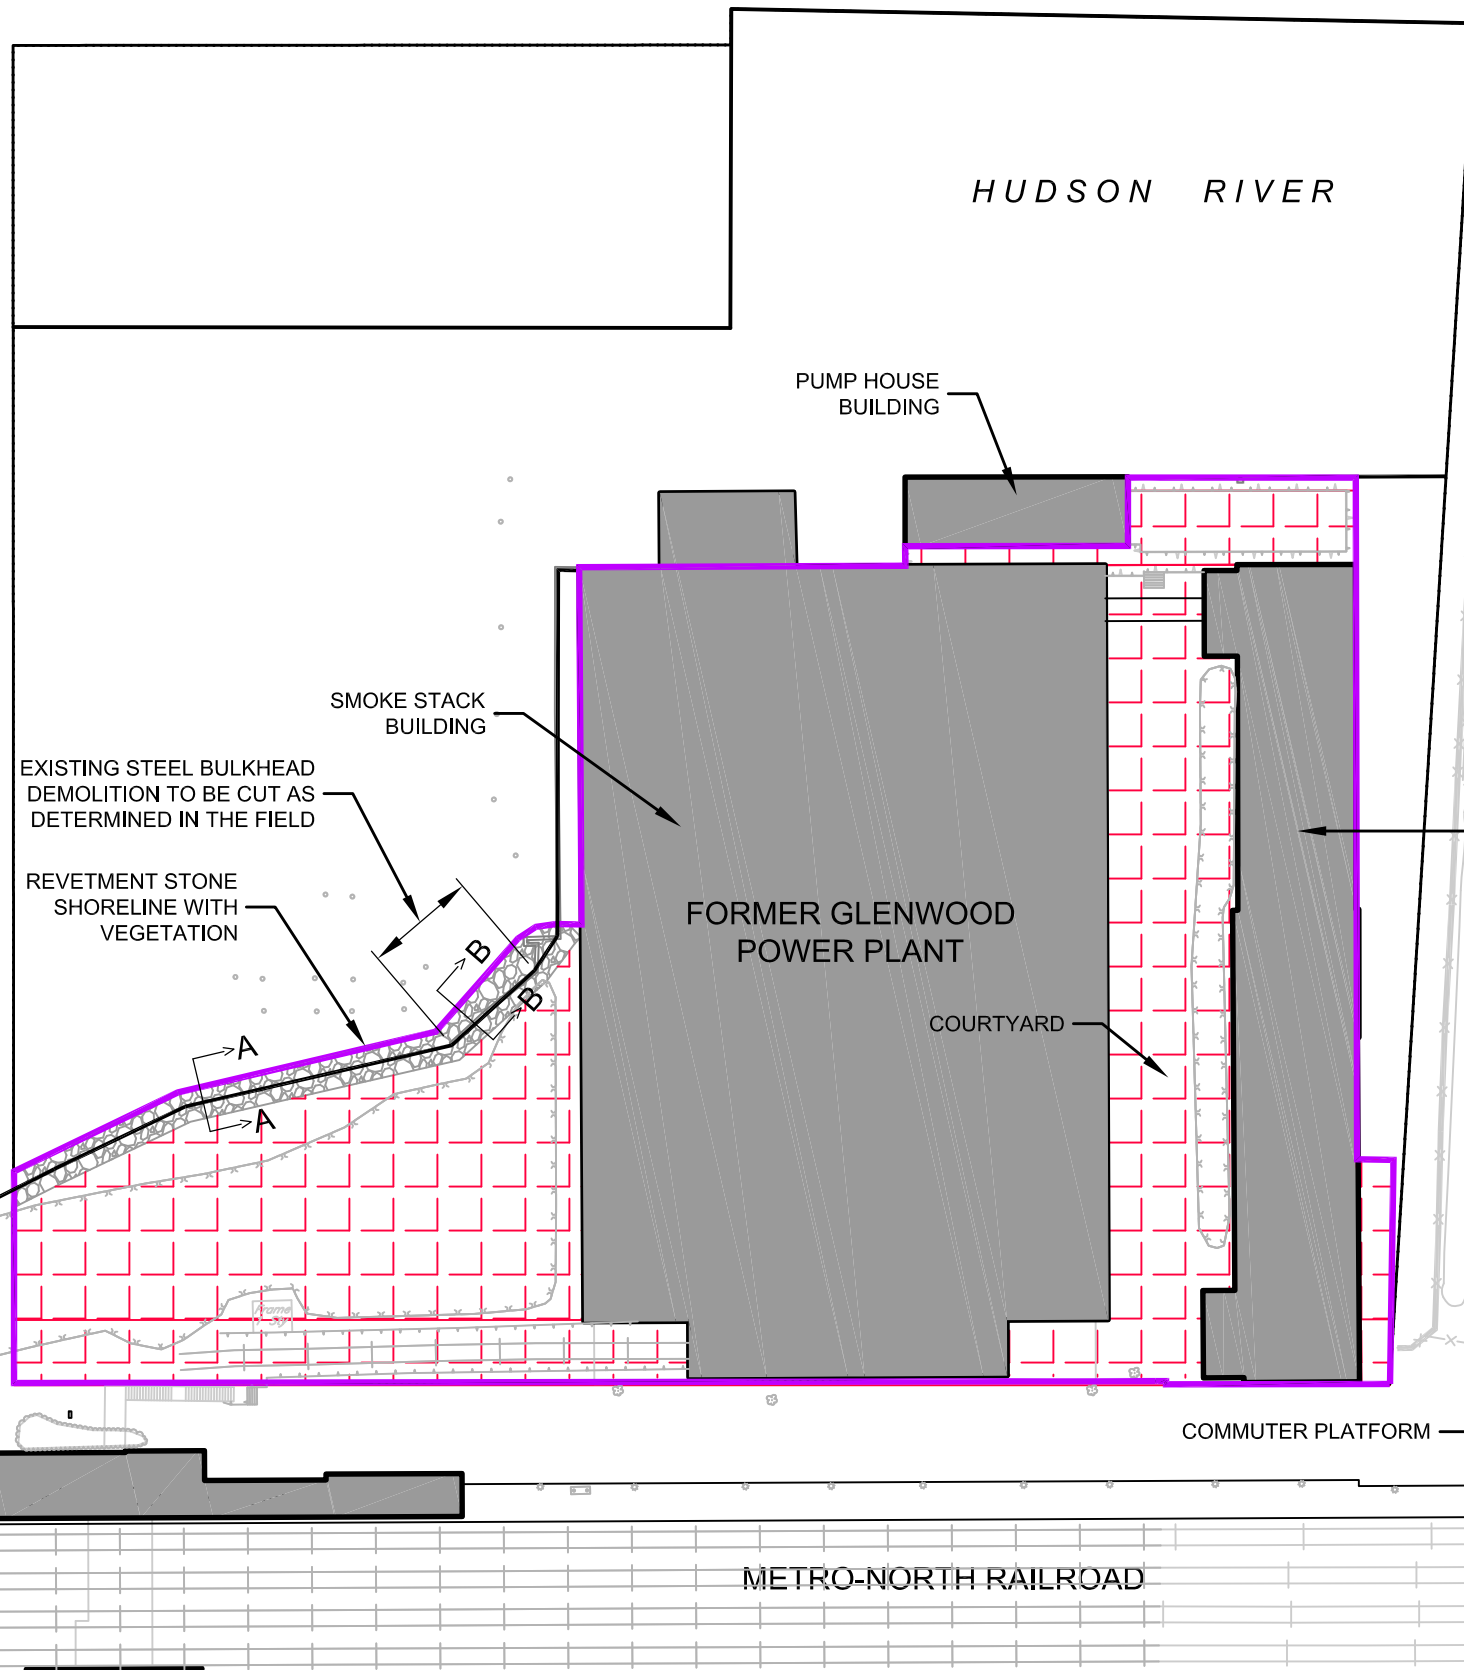 HUDSON RIVER
PUMP HOUSE
BUILDING
SMOKE STACK
BUILDING
EXISTING STEEL BULKHEAD
DEMOLITION TO BE CUT AS
DETERMINED IN THE FIELD
REVETMENT STONE
SHORELINE WITH
VEGETATION
FORMER GLENWOOD
POWER PLANT
B
B
COURTYARD
A
A
Frame
COMMUTER PLATFORM
METRO-NORTH RAILROAD